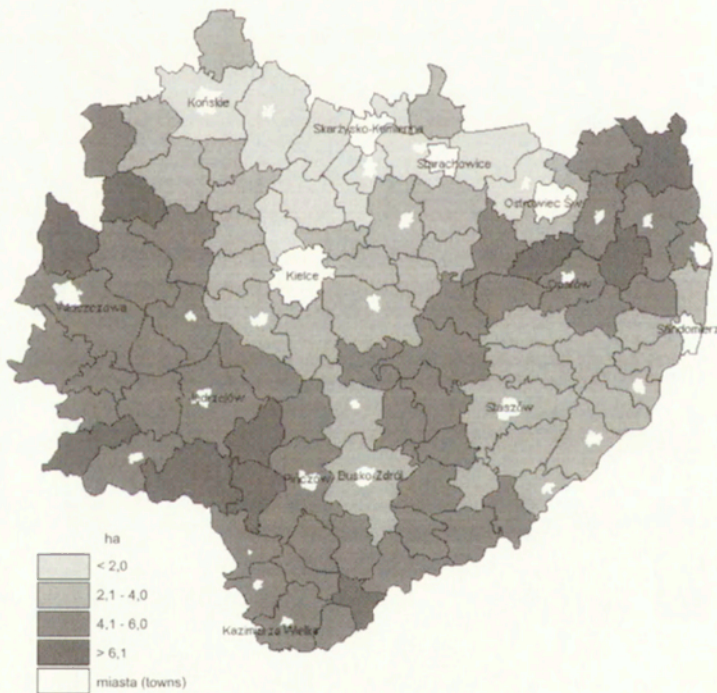 Końskie
Skarżysko-Kamienna
Starachowice
Ostrowiec Św.
Kielce
Włoszczowa
Opatów
Sandomierz
Jędrzejów
Staszów
Pińczów
Busko-Zdrój
Kazimierza Wielka
ha
< 2,0
2,1 - 4,0
4,1 - 6,0
> 6,1
miasta (towns)